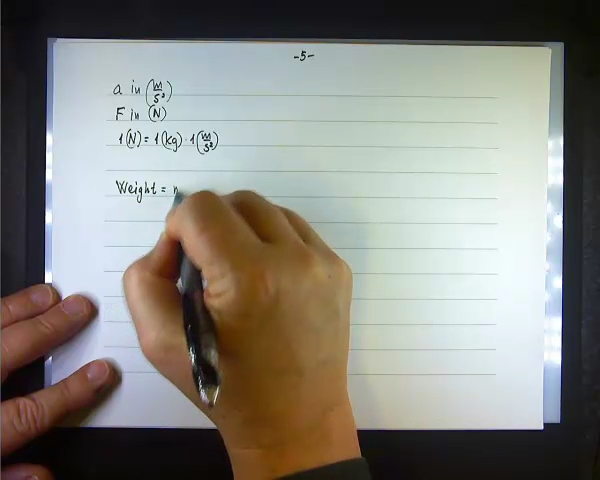 -5-
a in (m/s²)
F in (N)
1(N) = 1(kg) · 1(m/s²)
Weight =